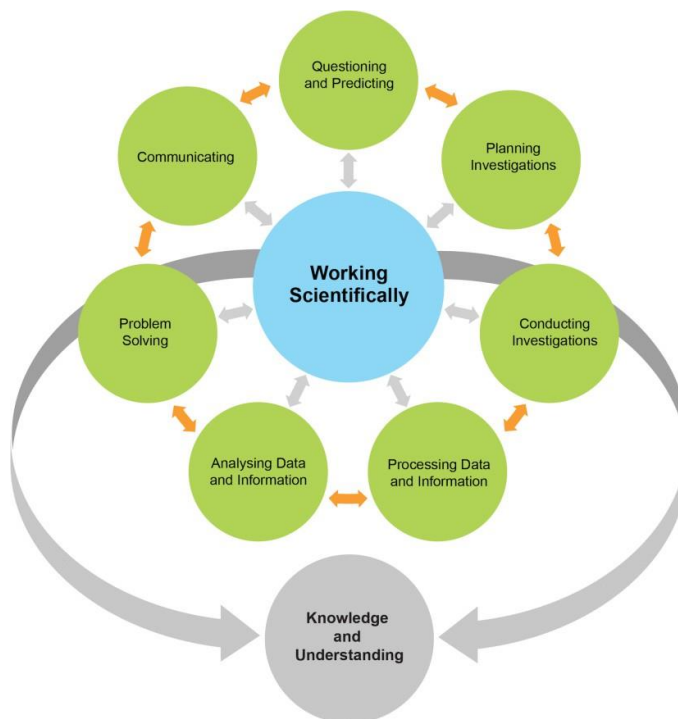 Questioning
and Predicting
Planning
Investigations
Conducting
Investigations
Processing Data
and Information
Analysing Data
and Information
Problem
Solving
Communicating
Working
Scientifically
Knowledge
and
Understanding